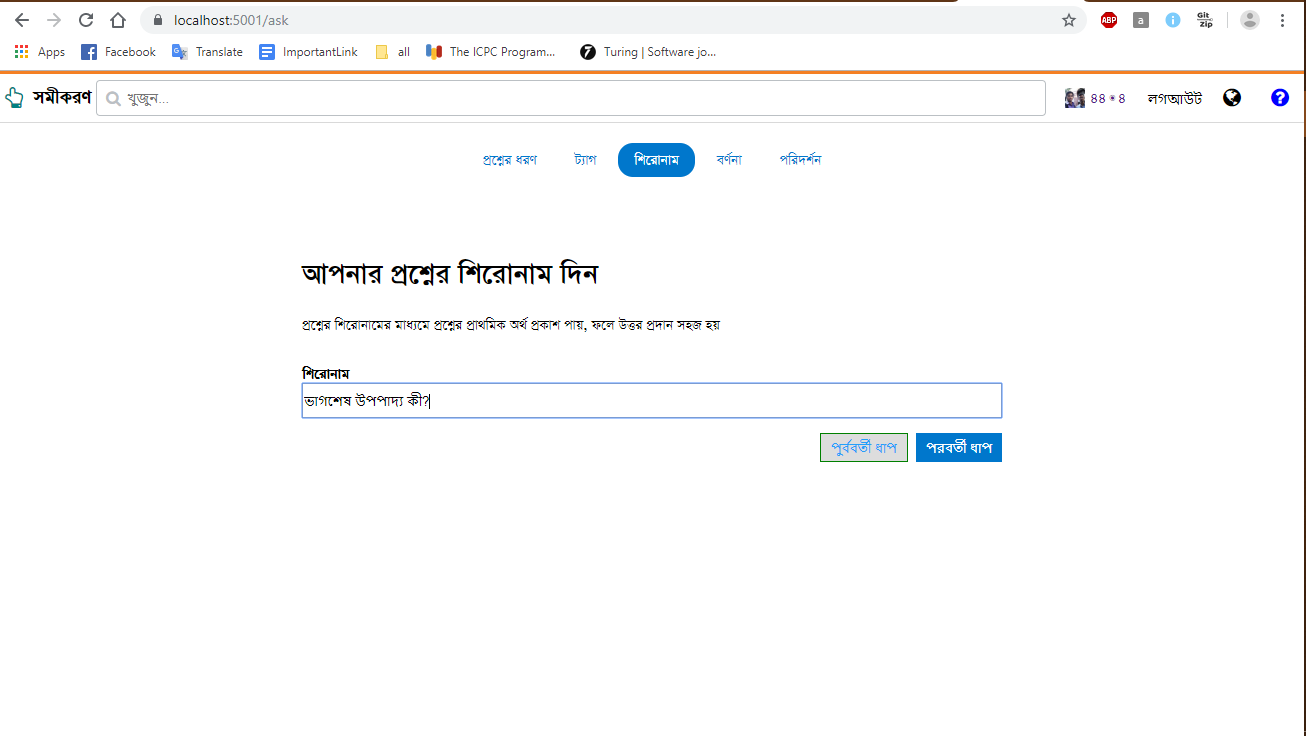 localhost:5001/ask
ABP
a
i
Git
zip
Apps
Facebook
Translate
ImportantLink
all
The ICPC Program...
Turing | Software jo...
সমীকরণ
খুজুন...
88 * 8
লগআউট
?
প্রশ্নের ধরণ
ট্যাগ
শিরোনাম
বর্ণনা
পরিদর্শন
আপনার প্রশ্নের শিরোনাম দিন
প্রশ্নের শিরোনামের মাধ্যমে প্রশ্নের প্রাথমিক অর্থ প্রকাশ পায়, ফলে উত্তর প্রদান সহজ হয়
শিরোনাম
ভাগশেষ উপপাদ্য কী?
পুর্ববর্তী ধাপ
পরবর্তী ধাপ